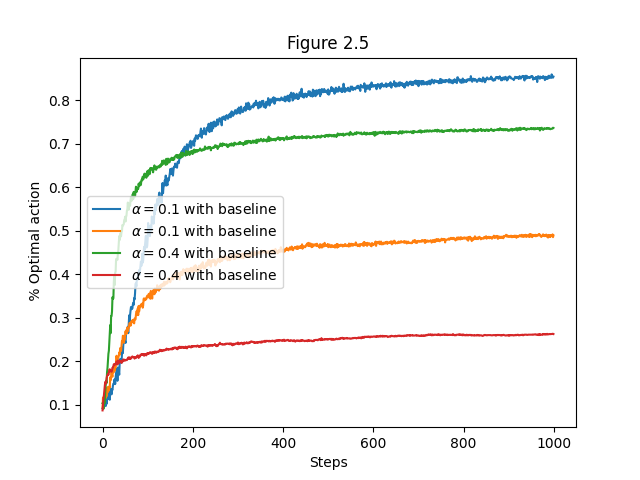 Figure 2.5
% Optimal action
0.8
0.7
0.6
0.5
0.4
0.3
0.2
0.1
α = 0.1 with baseline
α = 0.1 with baseline
α = 0.4 with baseline
α = 0.4 with baseline
0 200 400 600 800 1000
Steps